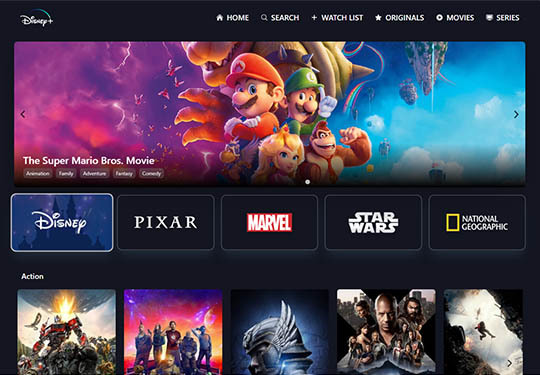 Disney+
HOME
SEARCH
WATCH LIST
ORIGINALS
MOVIES
SERIES
The Super Mario Bros. Movie
Animation Family Adventure Fantasy Comedy
Disney
PIXAR
MARVEL
STAR
WARS
NATIONAL
GEOGRAPHIC
Action